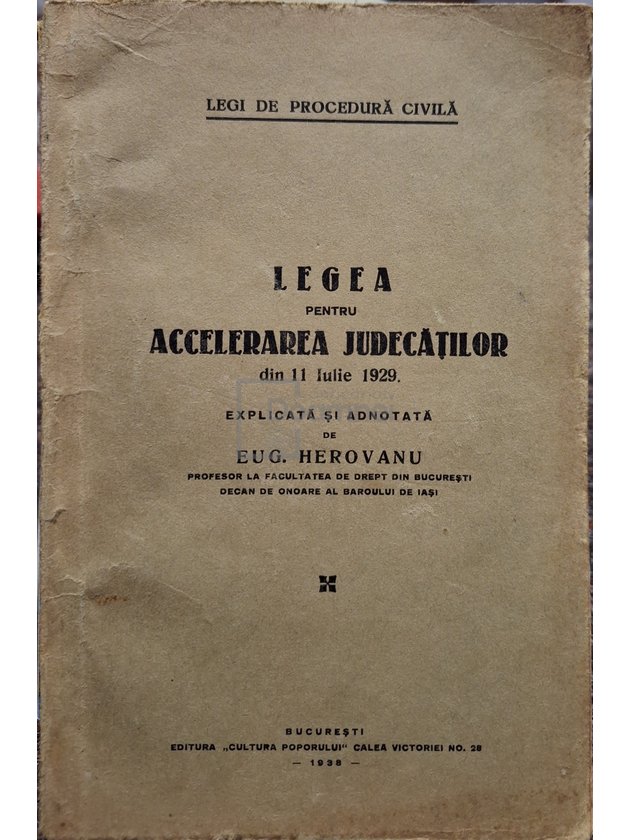 LEGI DE PROCEDURĂ CIVILĂ
LEGEA
PENTRU
ACCELERAREA JUDECĂȚILOR
din 11 Iulie 1929.
EXPLICATĂ ȘI ADNOTATĂ
DE
EUG. HEROVANU
PROFESOR LA FACULTATEA DE DREPT DIN BUCUREȘTI
DECAN DE ONOARE AL BAROULUI DE IAȘI
BUCUREȘTI
EDITURA „CULTURA POPORULUI" CALEA VICTORIEI NO. 28
— 1938 —